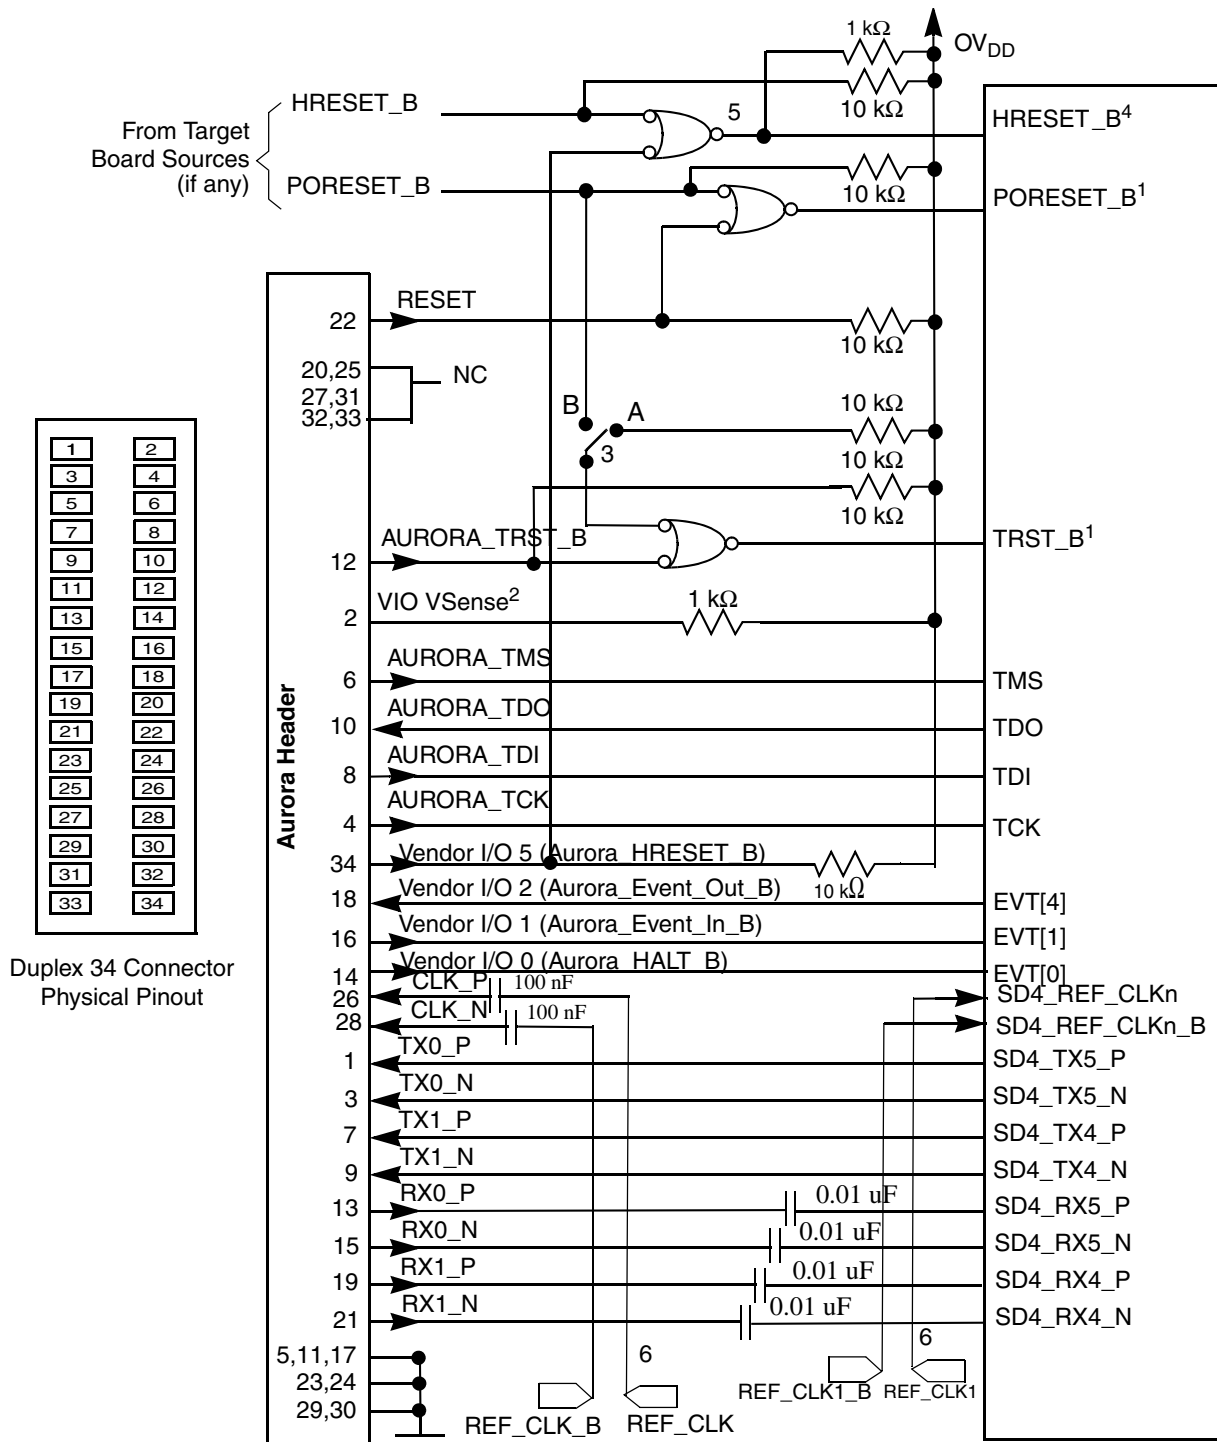 1 kΩ
OV_DD
10 kΩ
HRESET_B
5
HRESET _B⁴
From Target
Board Sources
(if any)
PORESET_B
10 kΩ
PORESET_B¹
RESET
22
10 kΩ
20,25
NC
27,31
32,33
B
A
10 kΩ
3
10 kΩ
10 kΩ
AURORA_TRST_B
12
TRST_B¹
VIO VSense²
1 kΩ
2
AURORA_TMS
6
TMS
AURORA_TDO
10
TDO
AURORA_TDI
8
TDI
AURORA_TCK
4
TCK
Vendor I/O 5 (Aurora_HRESET_B)
34
10 kΩ
Vendor I/O 2 (Aurora_Event_Out_B)
18
EVT[4]
Vendor I/O 1 (Aurora_Event_In_B)
16
EVT[1]
Vendor I/O 0 (Aurora_HALT_B)
14
EVT[0]
CLK_P
100 nF
26
SD4_REF_CLKn
CLK_N
100 nF
28
SD4_REF_CLKn_B
TX0_P
1
SD4_TX5_P
TX0_N
3
SD4_TX5_N
TX1_P
7
SD4_TX4_P
TX1_N
9
SD4_TX4_N
RX0_P
0.01 uF
13
SD4_RX5_P
RX0_N
0.01 uF
15
SD4_RX5_N
RX1_P
0.01 uF
19
SD4_RX4_P
RX1_N
0.01 uF
21
SD4_RX4_N
5,11,17
23,24
29,30
6
6
REF_CLK_B
REF_CLK
REF_CLK1_B
REF_CLK1
Aurora Header
1 2
3 4
5 6
7 8
9 10
11 12
13 14
15 16
17 18
19 20
21 22
23 24
25 26
27 28
29 30
31 32
33 34
Duplex 34 Connector
Physical Pinout